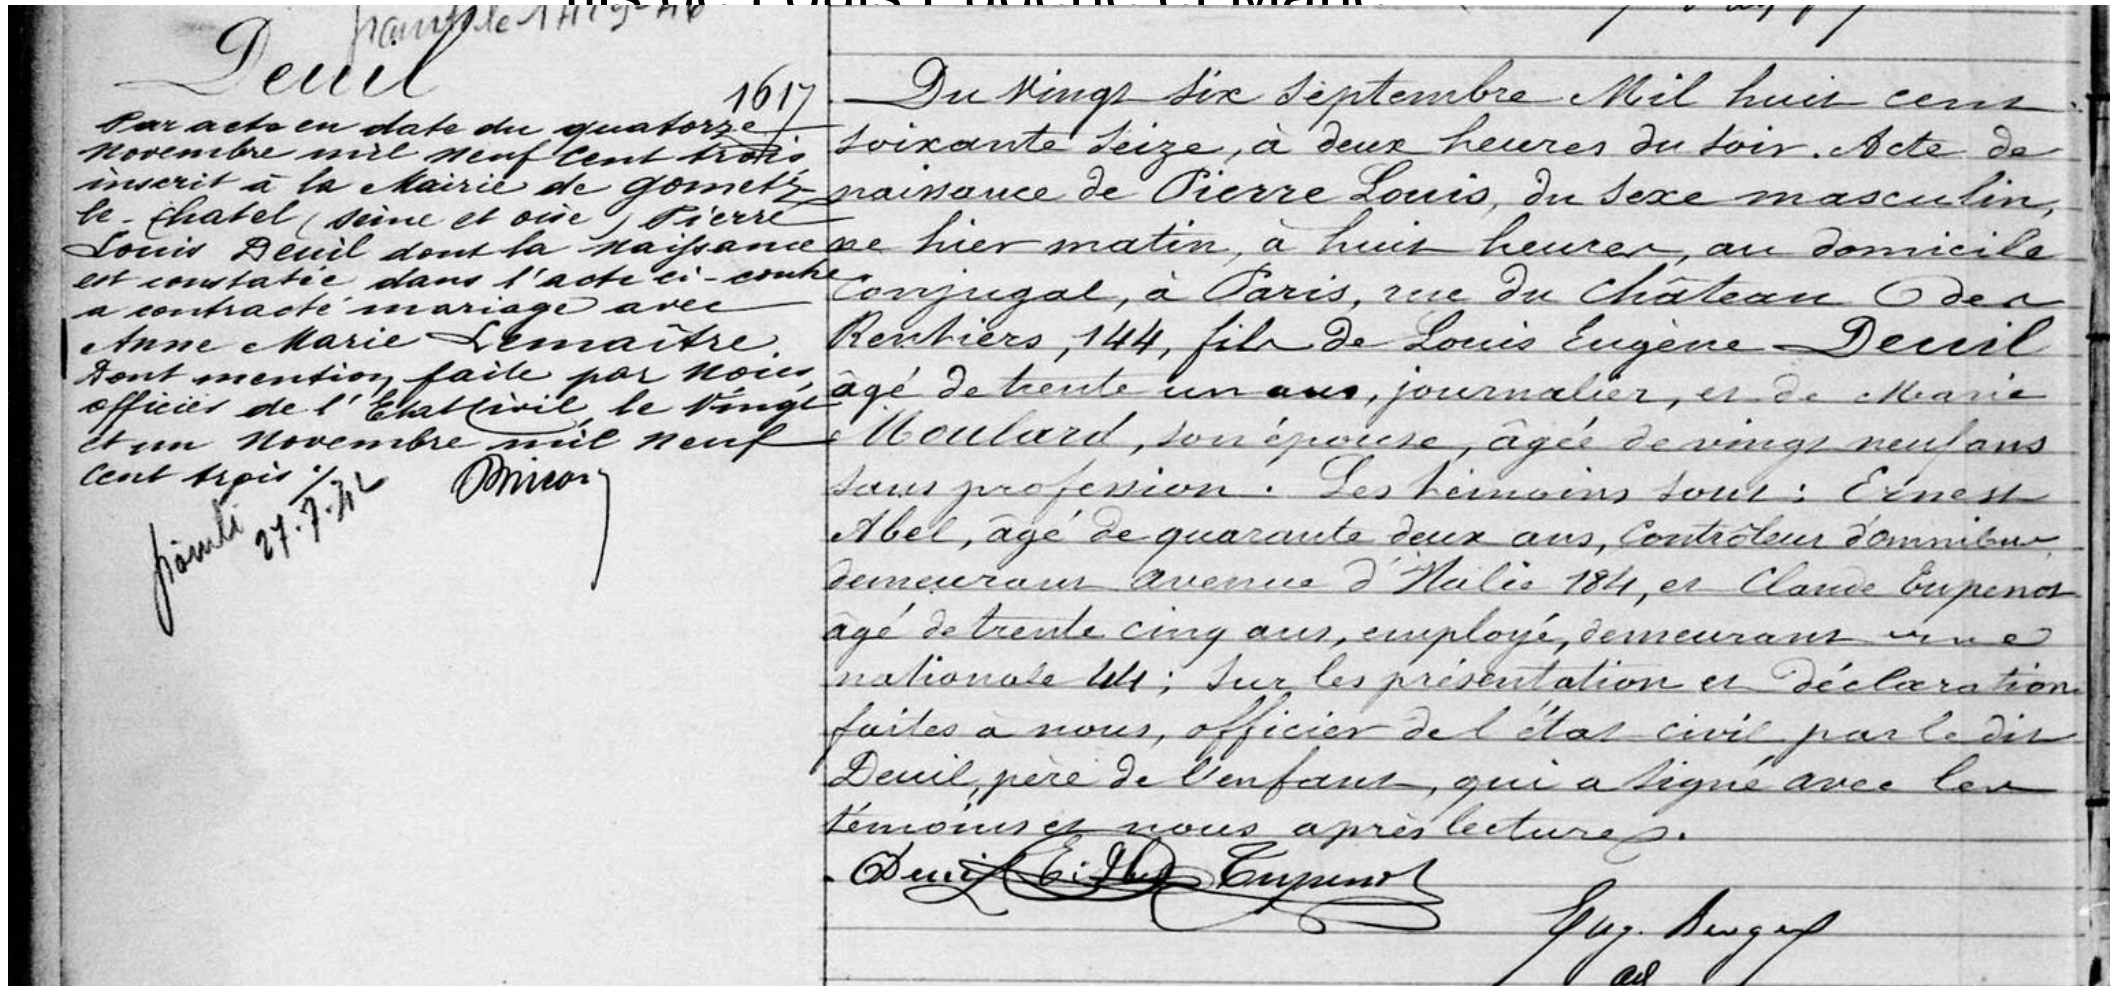 Deuil
1617
Par acte en date du quatorze
Novembre mil neuf cent trois
inscrit à la Mairie de Gometz
le-Chatel (Seine et Oise) Pierre
Louis Deuil dont la naissance
est constatée dans l'acte ci-contre
a contracté mariage avec
Anne Marie Lemaître.
Dont mention faite par Nous,
officier de l'Etat Civil, le Vingt
et un Novembre mil neuf
Cent trois ./.
27.7.42
Du Vingt six Septembre Mil huit cent
soixante seize, à deux heures du soir. Acte de
naissance de Pierre Louis, du sexe masculin,
né hier matin, à huit heures, au domicile
conjugal, à Paris, rue du Château des
Rentiers, 144, fils de Louis Eugène Deuil
âgé de trente un ans, journalier, et de Marie
Moulard, son épouse, âgée de vingt neuf ans
sans profession. Les témoins sont: Ernest
Abel, âgé de quarante deux ans, Contrôleur d'omnibus
demeurant avenue d'Italie 184, et Claude Tupenot
âgé de trente cinq ans, employé, demeurant rue
nationale 44; Sur les présentation et déclaration
faites à nous, officier de l'état civil par le dit
Deuil, père de l'enfant, qui a signé avec les
témoins et nous après lecture.
Deuil Tupenot